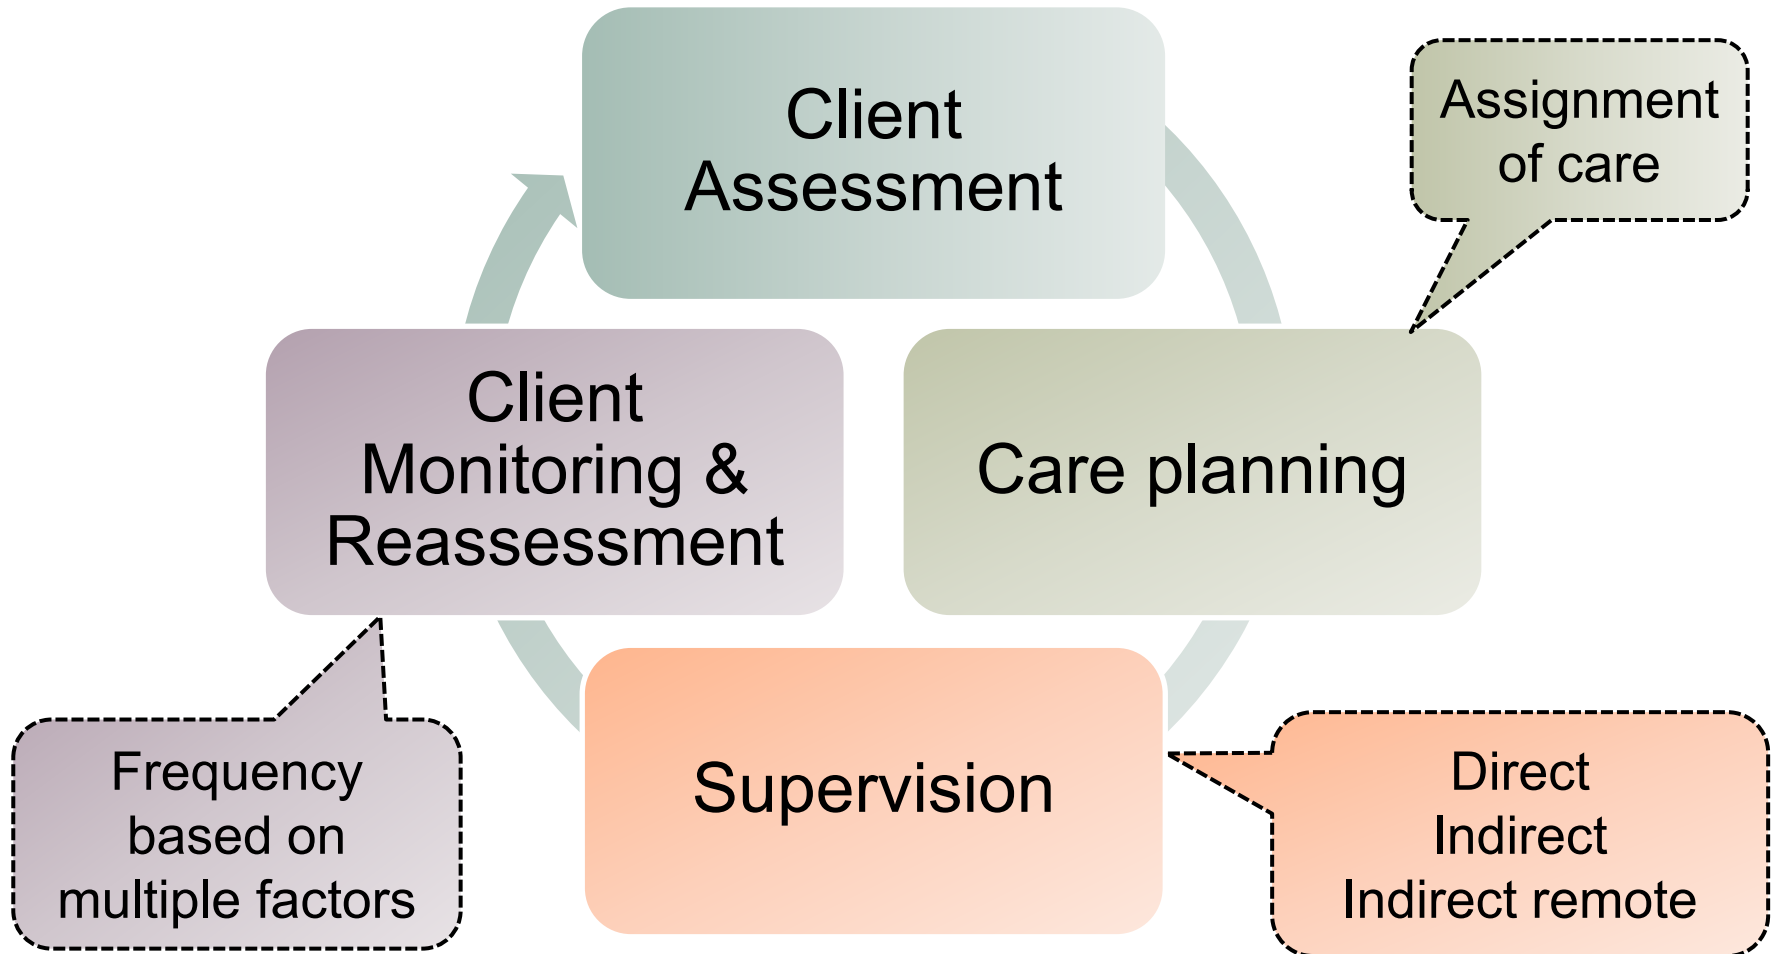 Client
Assessment
Assignment
of care
Care planning
Client
Monitoring &
Reassessment
Supervision
Direct
Indirect
Indirect remote
Frequency
based on
multiple factors